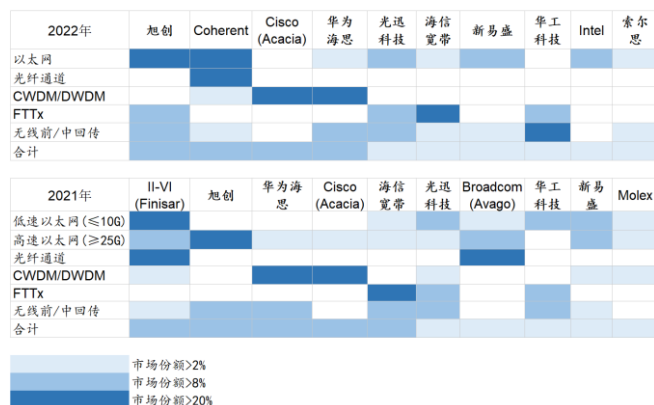 2022年 旭创 Coherent Cisco (Acacia) 华为海思 光迅科技 海信宽带 新易盛 华工科技 Intel 索尔思
以太网
光纤通道
CWDM/DWDM
FTTx
无线前/中回传
合计
2021年 II-VI (Finisar) 旭创 华为海思 Cisco (Acacia) 海信宽带 光迅科技 Broadcom (Avago) 华工科技 新易盛 Molex
低速以太网(≤10G)
高速以太网(≥25G)
光纤通道
CWDM/DWDM
FTTx
无线前/中回传
合计
市场份额>2%
市场份额>8%
市场份额>20%